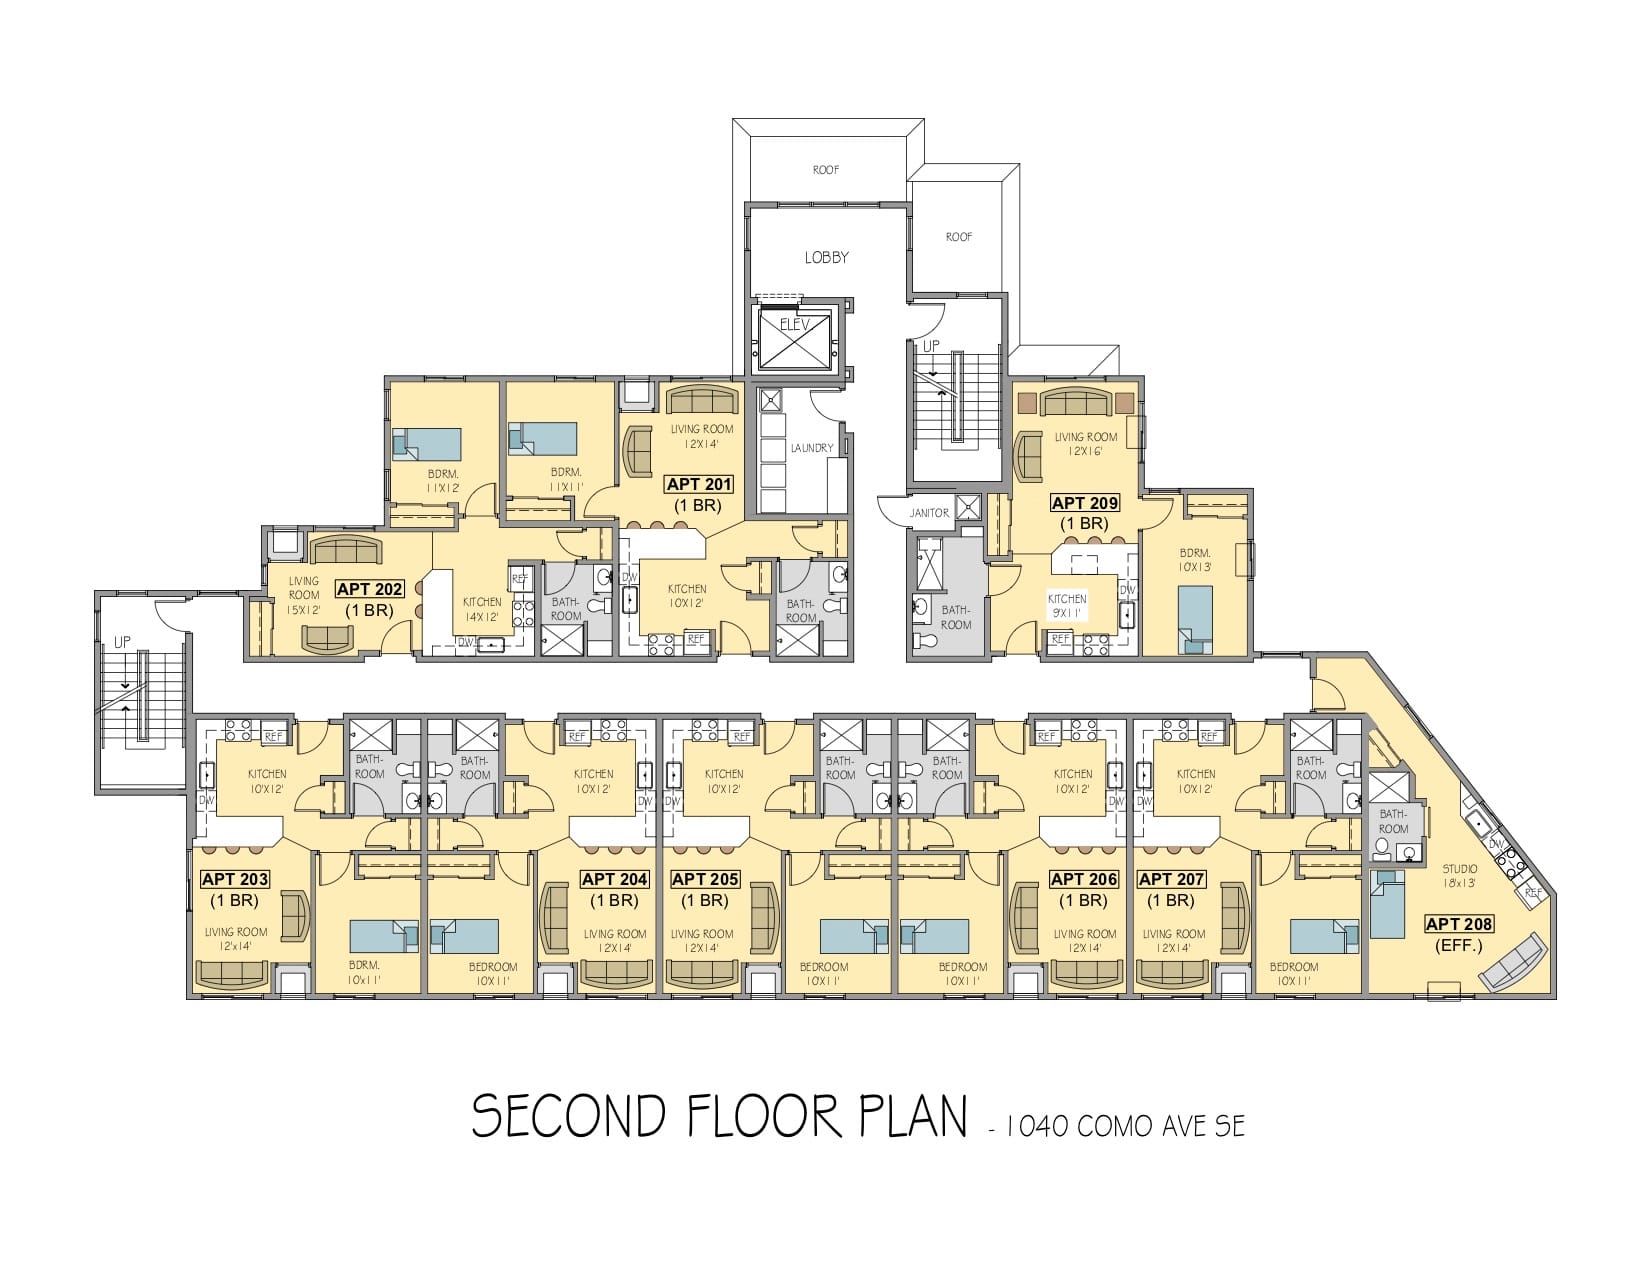 ROOF
ROOF
LOBBY
ELEV.
UP
LAUNDRY
JANITOR
BDRM.
11'X12'
BDRM.
11'X11'
LIVING ROOM
12'X14'
APT 201
(1 BR)
KITCHEN
10'X12'
DW
REF
BATH-
ROOM
LIVING
ROOM
15'X12'
APT 202
(1 BR)
KITCHEN
14'X12'
REF
DW
BATH-
ROOM
LIVING ROOM
12'X16'
APT 209
(1 BR)
KITCHEN
9'X11'
DW
REF
BATH-
ROOM
BDRM.
10'X13'
UP
REF
KITCHEN
10'X12'
DW
BATH-
ROOM
APT 203
(1 BR)
LIVING ROOM
12'x14'
BDRM.
10'x11'
BATH-
ROOM
REF
KITCHEN
10'X12'
DW
APT 204
(1 BR)
LIVING ROOM
12'X14'
BEDROOM
10'X11'
REF
KITCHEN
10'X12'
DW
BATH-
ROOM
APT 205
(1 BR)
LIVING ROOM
12'X14'
BEDROOM
10'X11'
BATH-
ROOM
REF
KITCHEN
10'X12'
DW
APT 206
(1 BR)
LIVING ROOM
12'X14'
BEDROOM
10'X11'
REF
KITCHEN
10'X12'
DW
BATH-
ROOM
APT 207
(1 BR)
LIVING ROOM
12'X14'
BEDROOM
10'X11'
BATH-
ROOM
DW
REF
STUDIO
18'x13'
APT 208
(EFF.)
SECOND FLOOR PLAN - 1040 COMO AVE SE